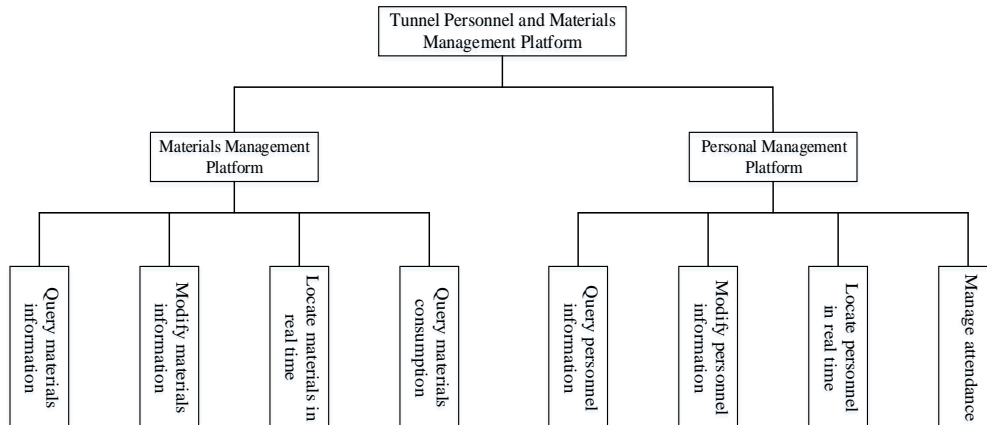 Tunnel Personnel and Materials
Management Platform
Materials Management
Platform
Personal Management
Platform
Query materials
information
Modify materials
information
Locate materials in
real time
Query materials
consumption
Query personnel
information
Modify personnel
information
Locate personnel
in real time
Manage attendance